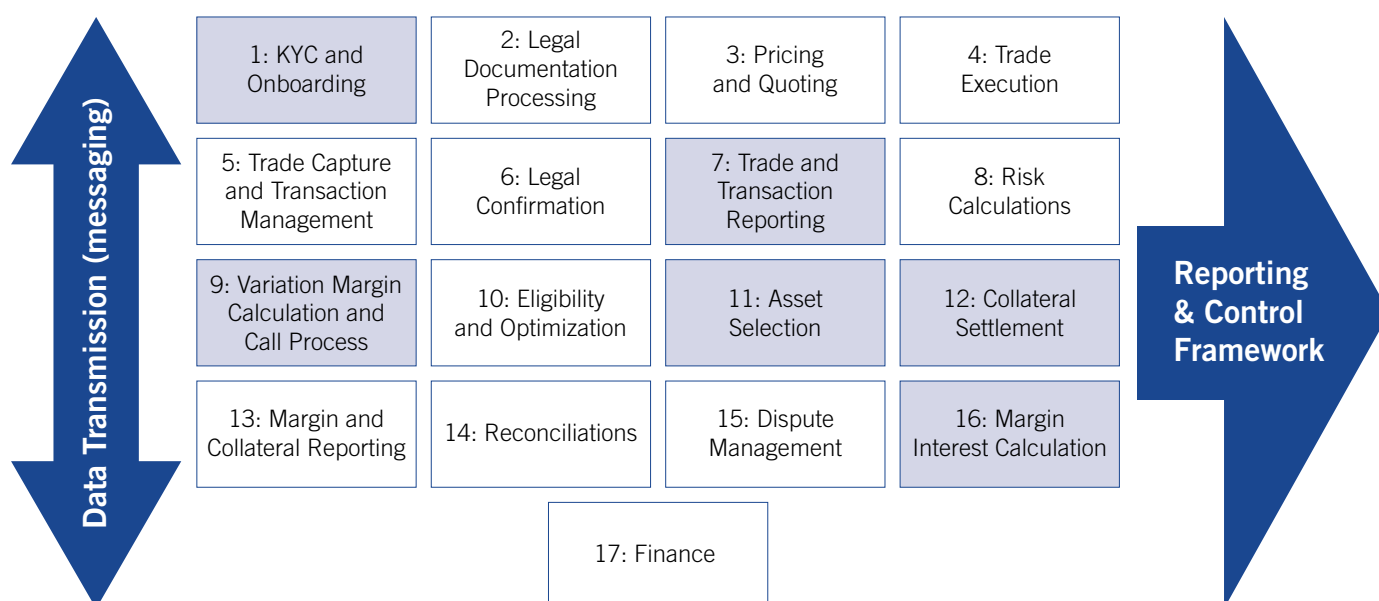 Data Transmission (messaging)
1: KYC and
Onboarding
2: Legal
Documentation
Processing
3: Pricing
and Quoting
4: Trade
Execution
5: Trade Capture
and Transaction
Management
6: Legal
Confirmation
7: Trade and
Transaction
Reporting
8: Risk
Calculations
9: Variation Margin
Calculation and
Call Process
10: Eligibility
and Optimization
11: Asset
Selection
12: Collateral
Settlement
13: Margin and
Collateral Reporting
14: Reconciliations
15: Dispute
Management
16: Margin
Interest Calculation
17: Finance
Reporting
& Control
Framework